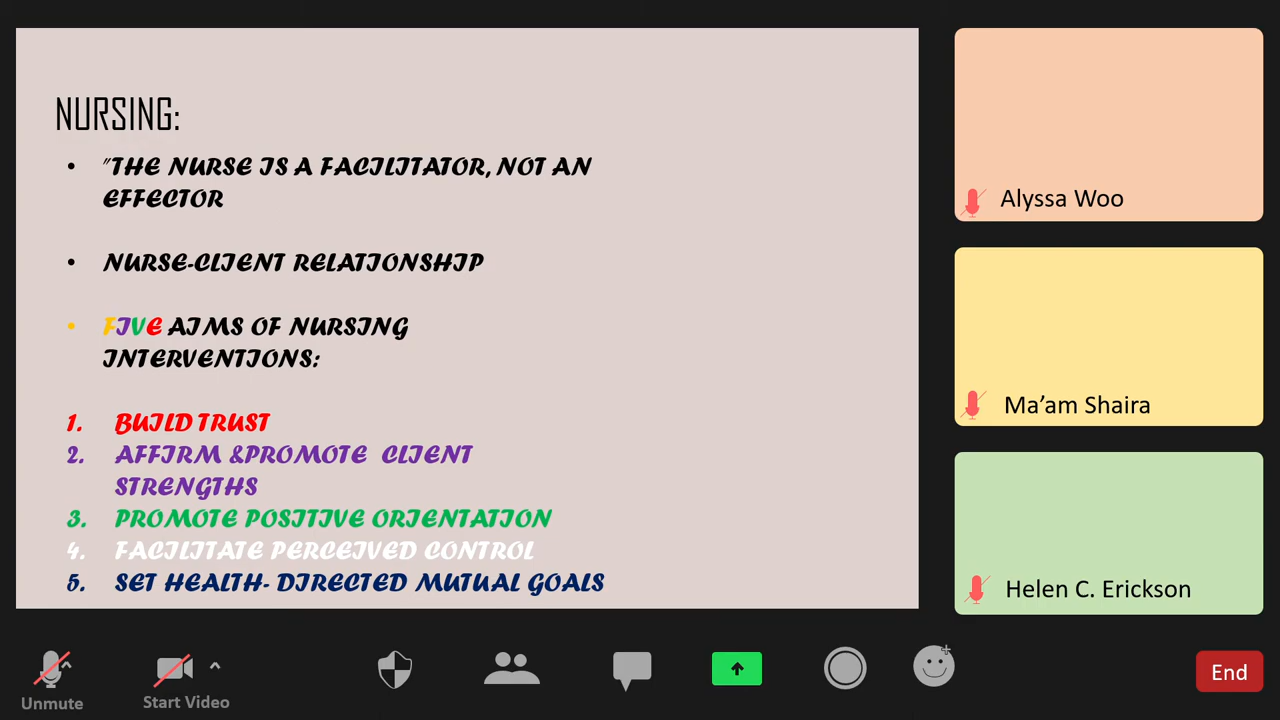 NURSING:
• "THE NURSE IS A FACILITATOR, NOT AN
EFFECTOR
• NURSE-CLIENT RELATIONSHIP
• FIVE AIMS OF NURSING
INTERVENTIONS:
1. BUILD TRUST
2. AFFIRM &PROMOTE CLIENT
STRENGTHS
3. PROMOTE POSITIVE ORIENTATION
4. FACILITATE PERCEIVED CONTROL
5. SET HEALTH- DIRECTED MUTUAL GOALS
Alyssa Woo
Ma’am Shaira
Helen C. Erickson
Unmute
Start Video
End